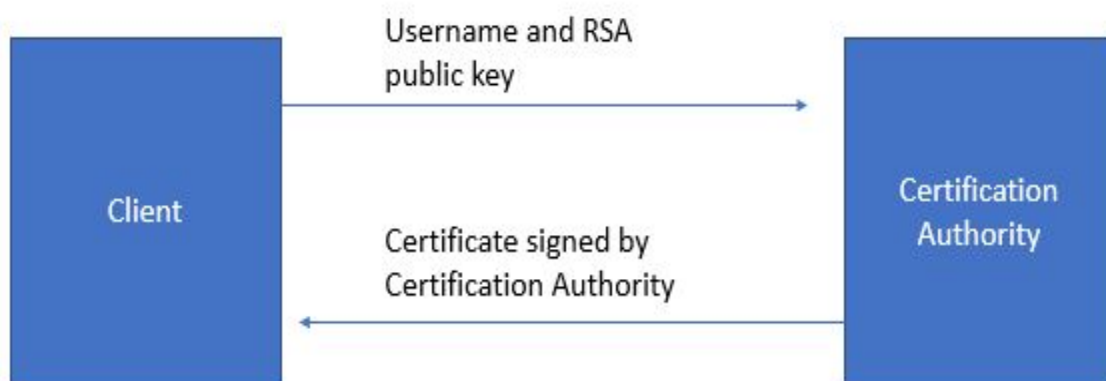 Username and RSA
public key
Client
Certification
Authority
Certificate signed by
Certification Authority